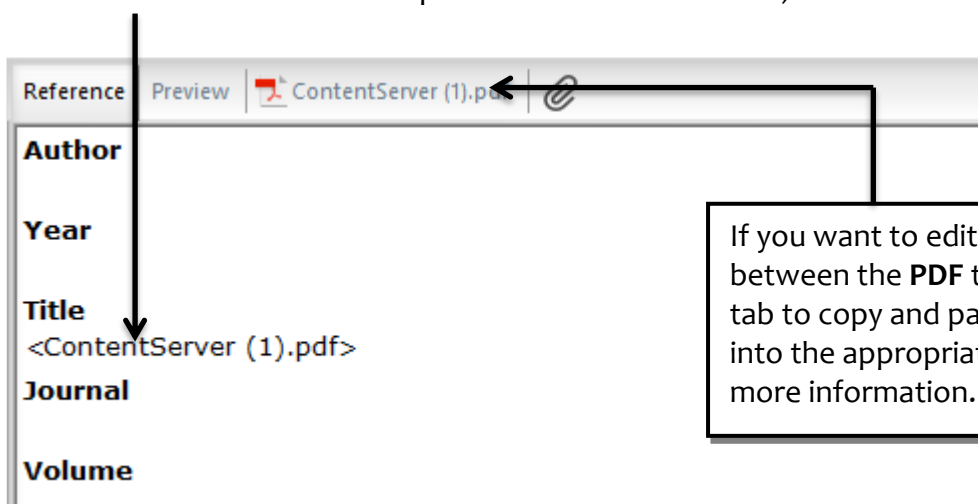 Reference Preview ContentServer (1).pdf
Author
Year
Title
<ContentServer (1).pdf>
Journal
Volume
If you want to edit
between the PDF
tab to copy and pa
into the appropria
more information.